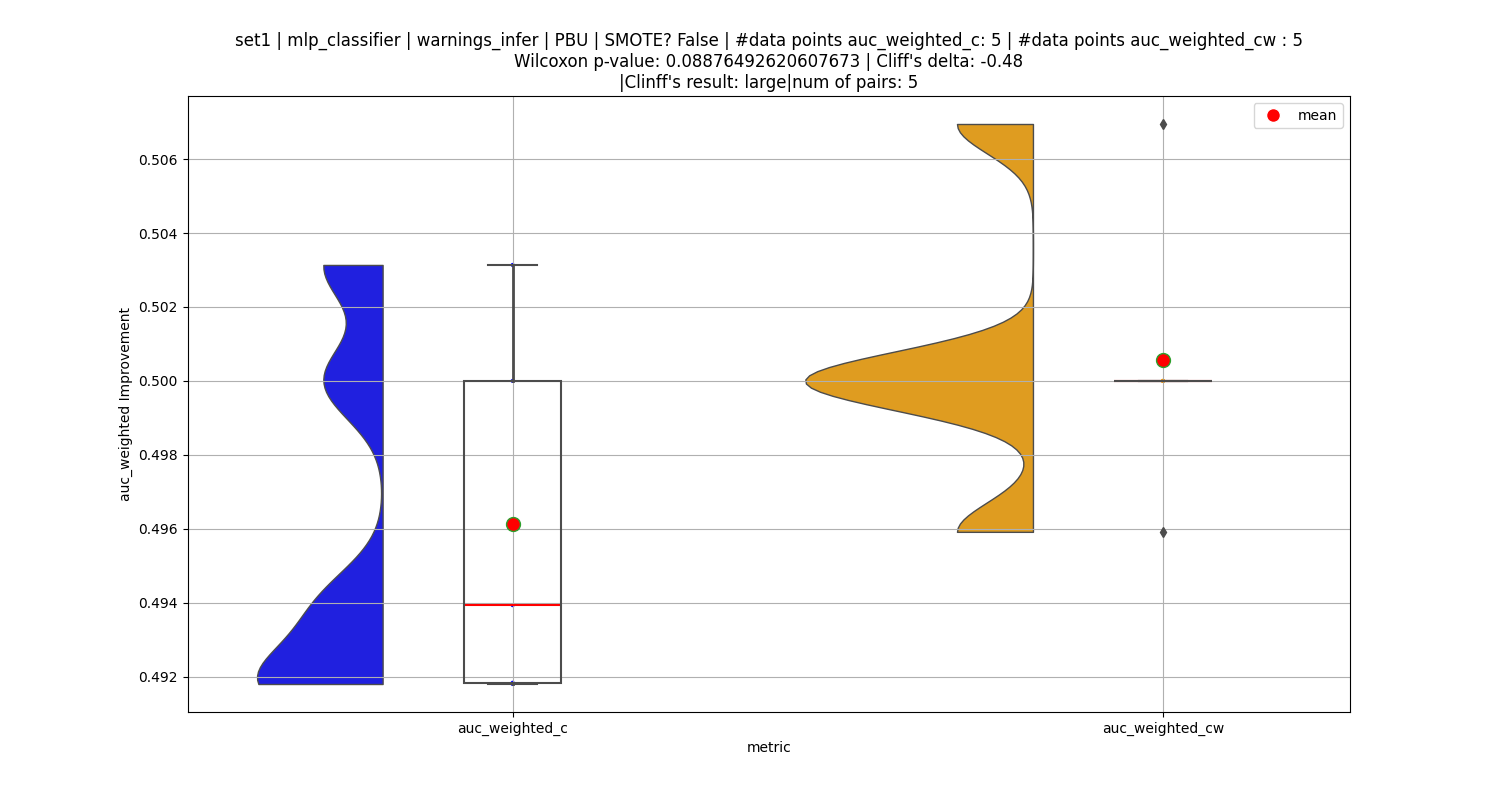 set1 | mlp_classifier | warnings_infer | PBU | SMOTE? False | #data points auc_weighted_c: 5 | #data points auc_weighted_cw : 5
Wilcoxon p-value: 0.08876492620607673 | Cliff's delta: -0.48
|Clinff's result: large|num of pairs: 5
mean
0.506
0.504
0.502
0.500
0.498
0.496
0.494
0.492
auc_weighted Improvement
auc_weighted_c
auc_weighted_cw
metric